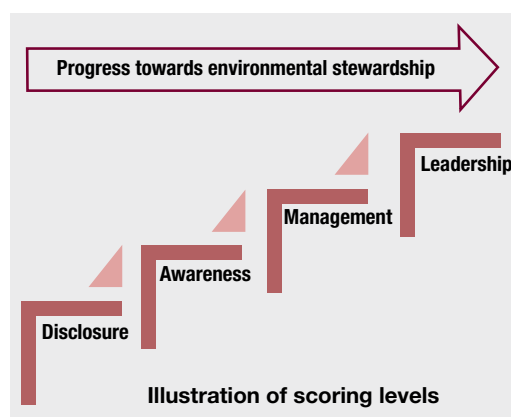 Progress towards environmental stewardship
Leadership
Management
Awareness
Disclosure
Illustration of scoring levels